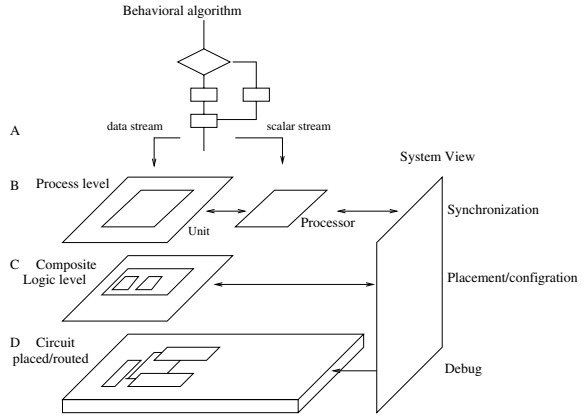 Behavioral algorithm
A
data stream
scalar stream
System View
B Process level
Unit
Processor
Synchronization
C Composite
Logic level
Placement/configration
D Circuit
placed/routed
Debug